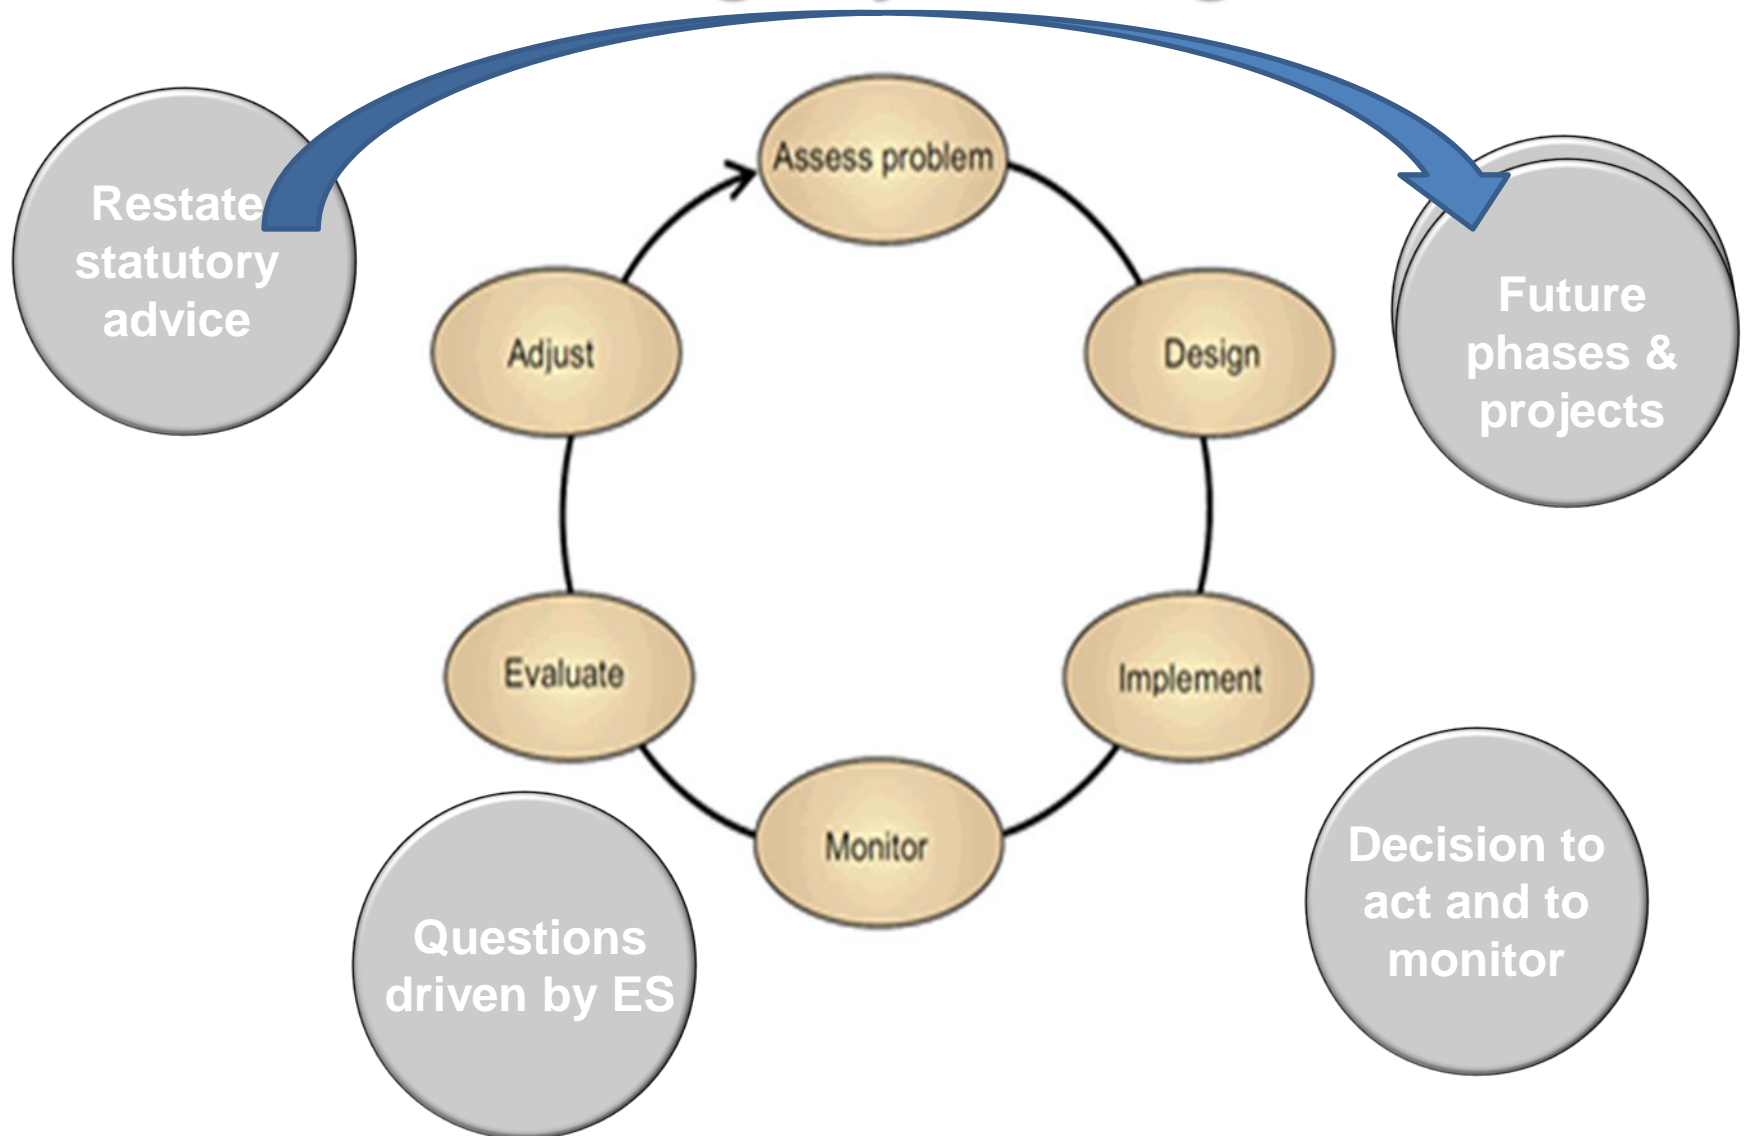 Assess problem
Restate
statutory
advice
Adjust
Design
Future
phases &
projects
Evaluate
Implement
Monitor
Questions
driven by ES
Decision to
act and to
monitor